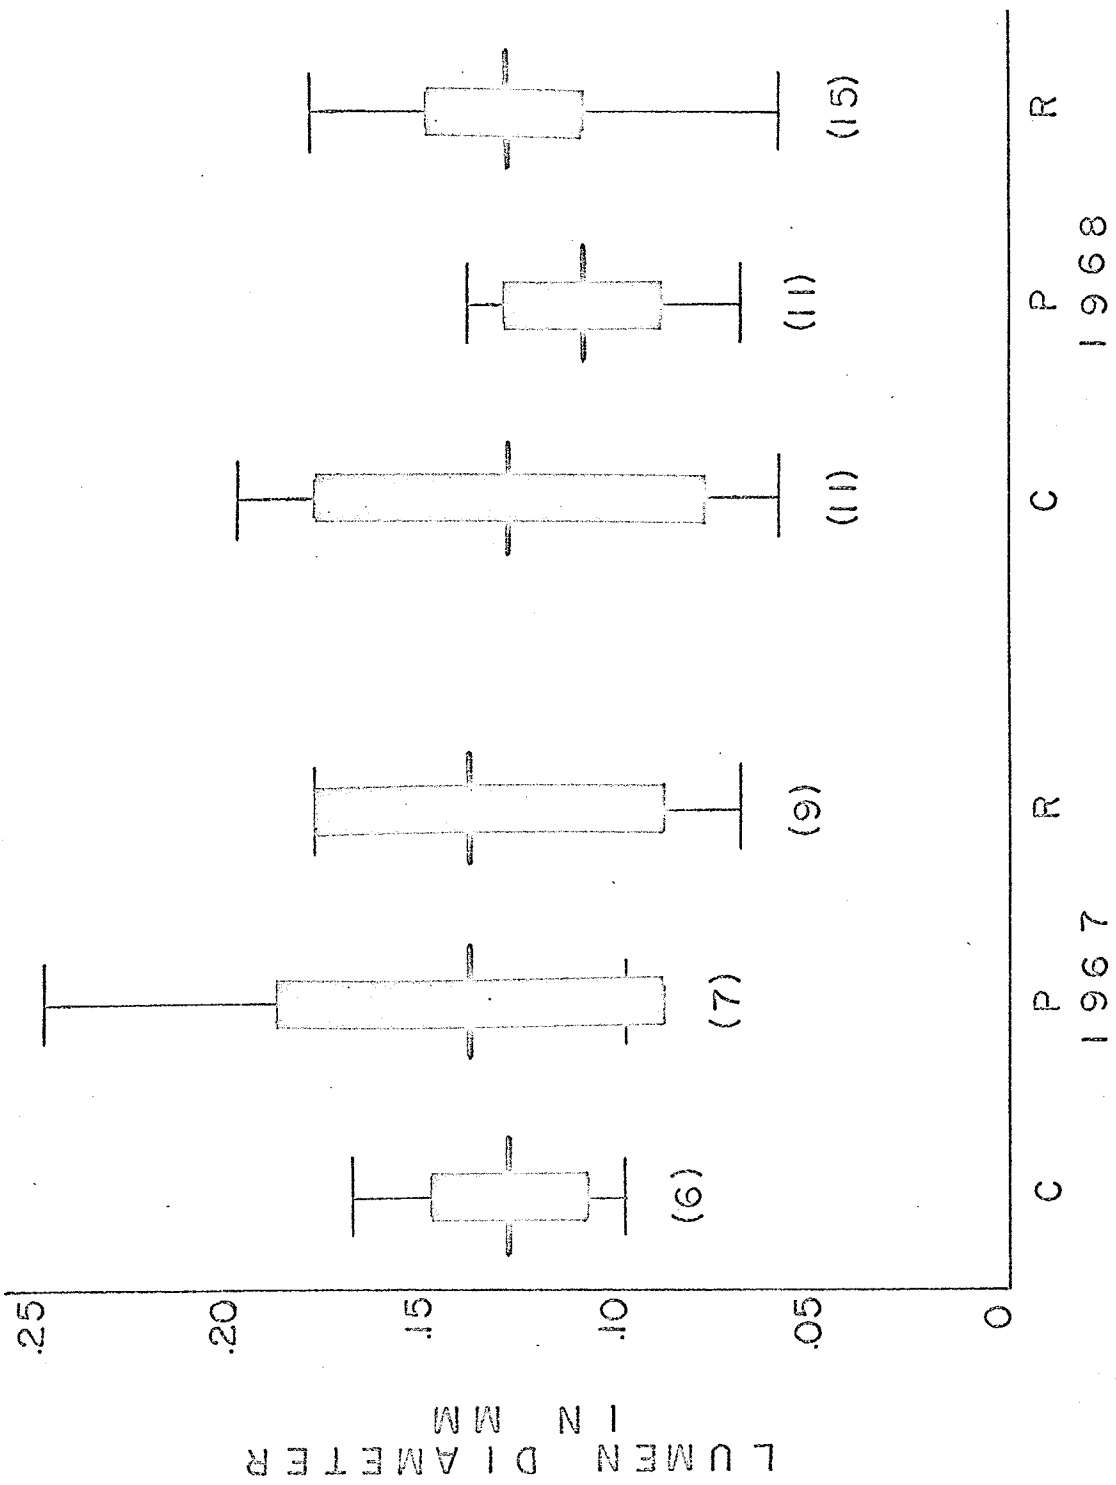 LUMEN DIAMETER
IN MM
.25
.20
.15
.10
.05
0
(6) (7) (9) (11) (11) (15)
C P R C P R
1967 1968